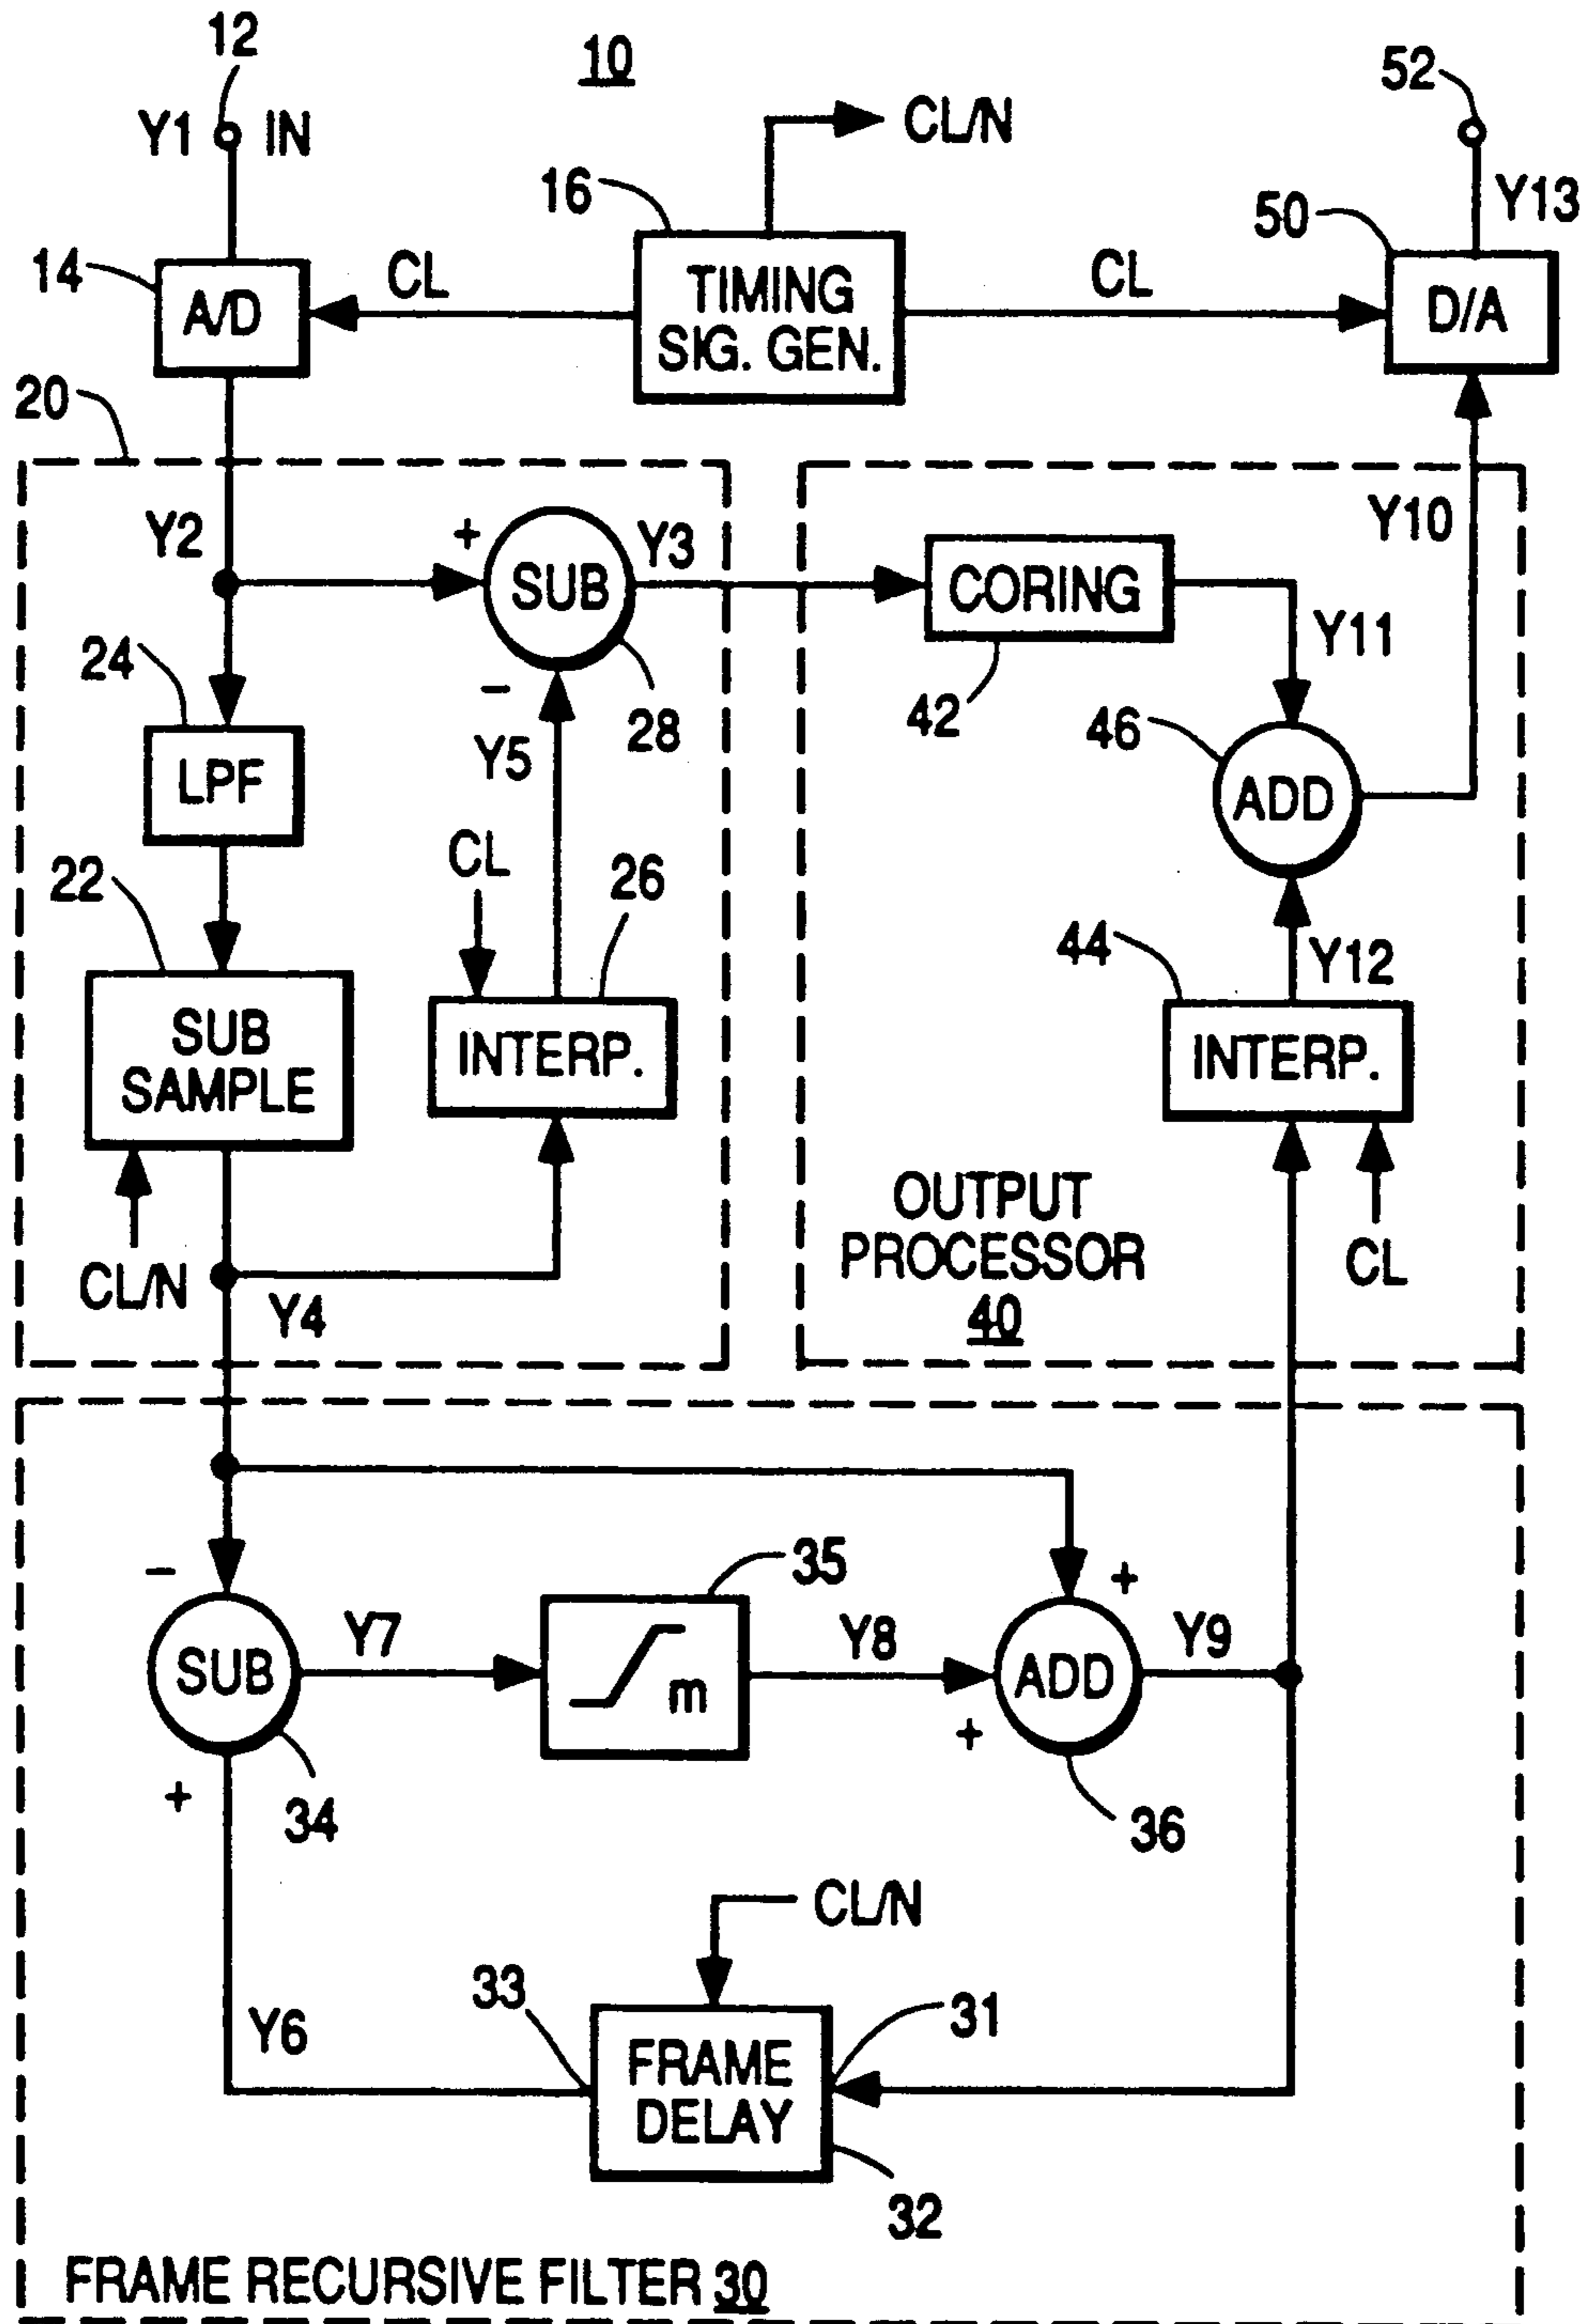 12
10
52
Y1 IN
CL/N
16
Y13
50
14
CL
CL
A/D
TIMING
SIG. GEN.
D/A
20
Y2
+
SUB
Y3
Y10
CORING
Y11
24
−
28
42
46
LPF
Y5
ADD
CL
22
26
44
Y12
SUB
SAMPLE
INTERP.
INTERP.
OUTPUT
PROCESSOR
40
CL/N
Y4
CL
35
−
+
SUB
Y7
m
Y8
ADD
Y9
+
+
34
36
CL/N
33
31
Y6
FRAME
DELAY
32
FRAME RECURSIVE FILTER 30